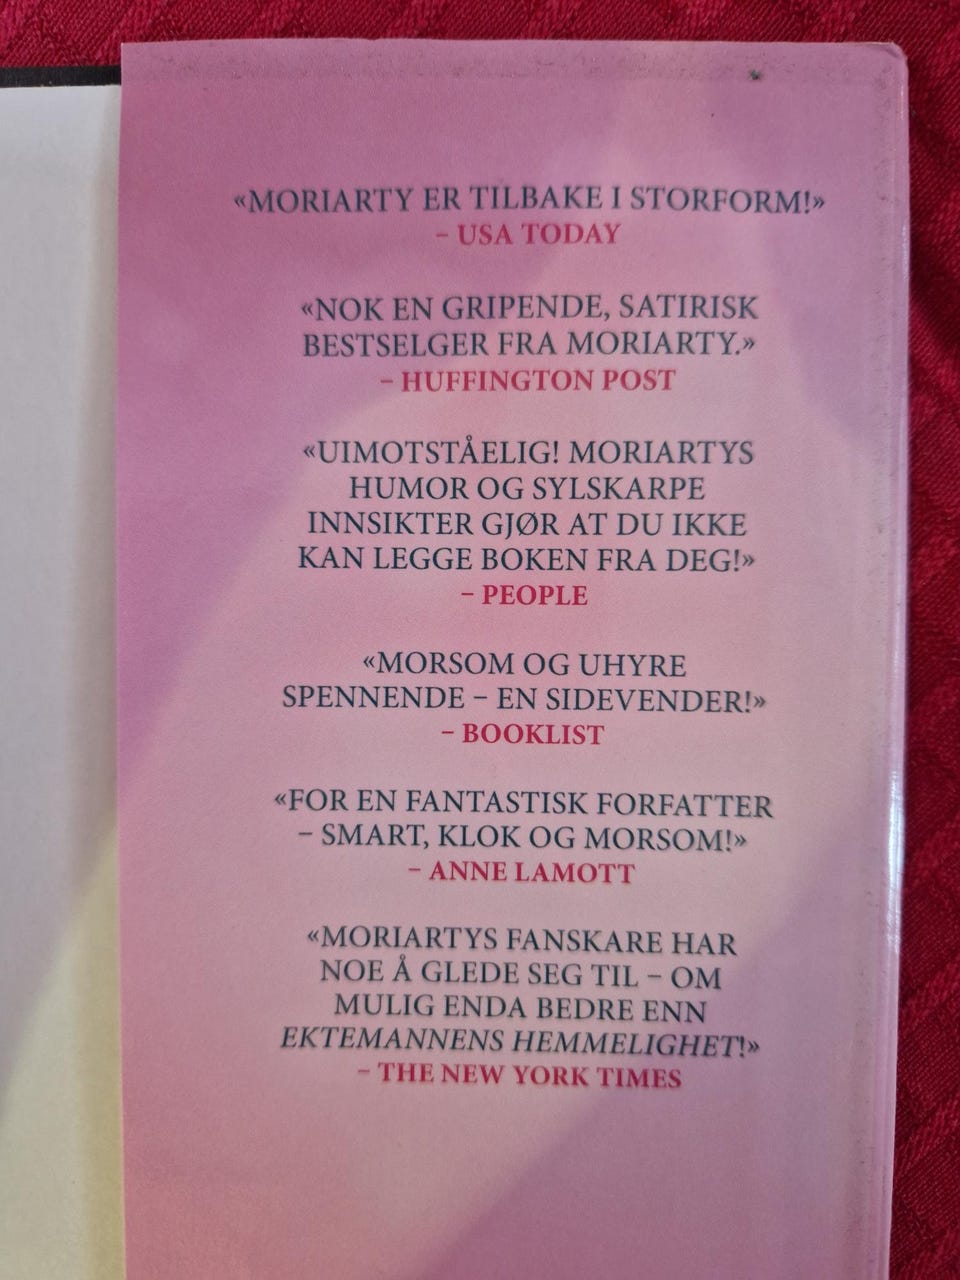 «MORIARTY ER TILBAKE I STORFORM!»
– USA TODAY
«NOK EN GRIPENDE, SATIRISK
BESTSELGER FRA MORIARTY.»
– HUFFINGTON POST
«UIMOTSTÅELIG! MORIARTYS
HUMOR OG SYLSKARPE
INNSIKTER GJØR AT DU IKKE
KAN LEGGE BOKEN FRA DEG!»
– PEOPLE
«MORSOM OG UHYRE
SPENNENDE – EN SIDEVENDER!»
– BOOKLIST
«FOR EN FANTASTISK FORFATTER
– SMART, KLOK OG MORSOM!»
– ANNE LAMOTT
«MORIARTYS FANSKARE HAR
NOE Å GLEDE SEG TIL – OM
MULIG ENDA BEDRE ENN
EKTEMANNENS HEMMELIGHET!»
– THE NEW YORK TIMES